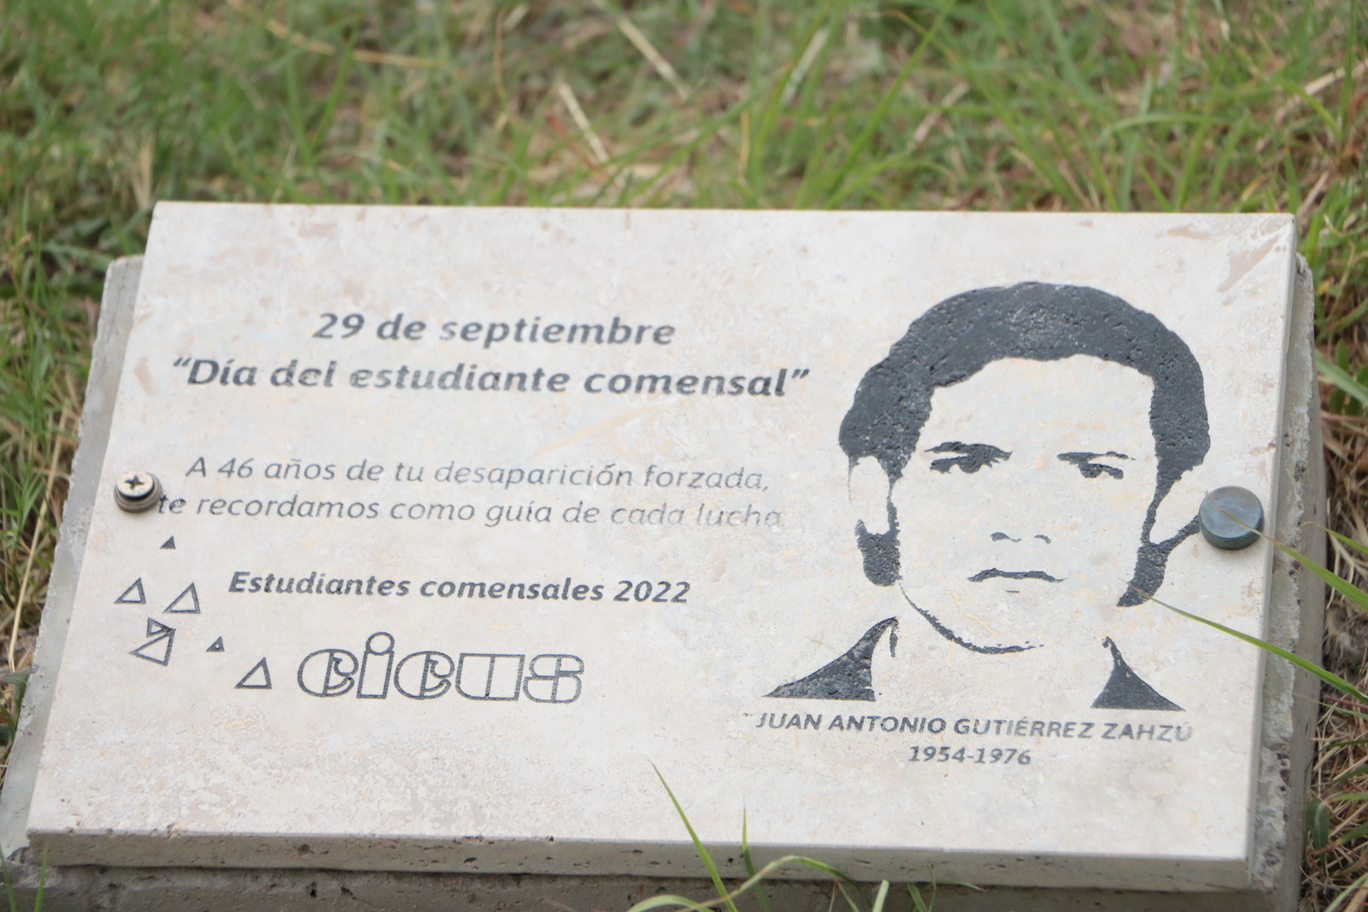 29 de septiembre
“Día del estudiante comensal”
A 46 años de tu desaparición forzada,
te recordamos como guía de cada lucha
Estudiantes comensales 2022
cicus
JUAN ANTONIO GUTIÉRREZ ZAHZÚ
1954-1976